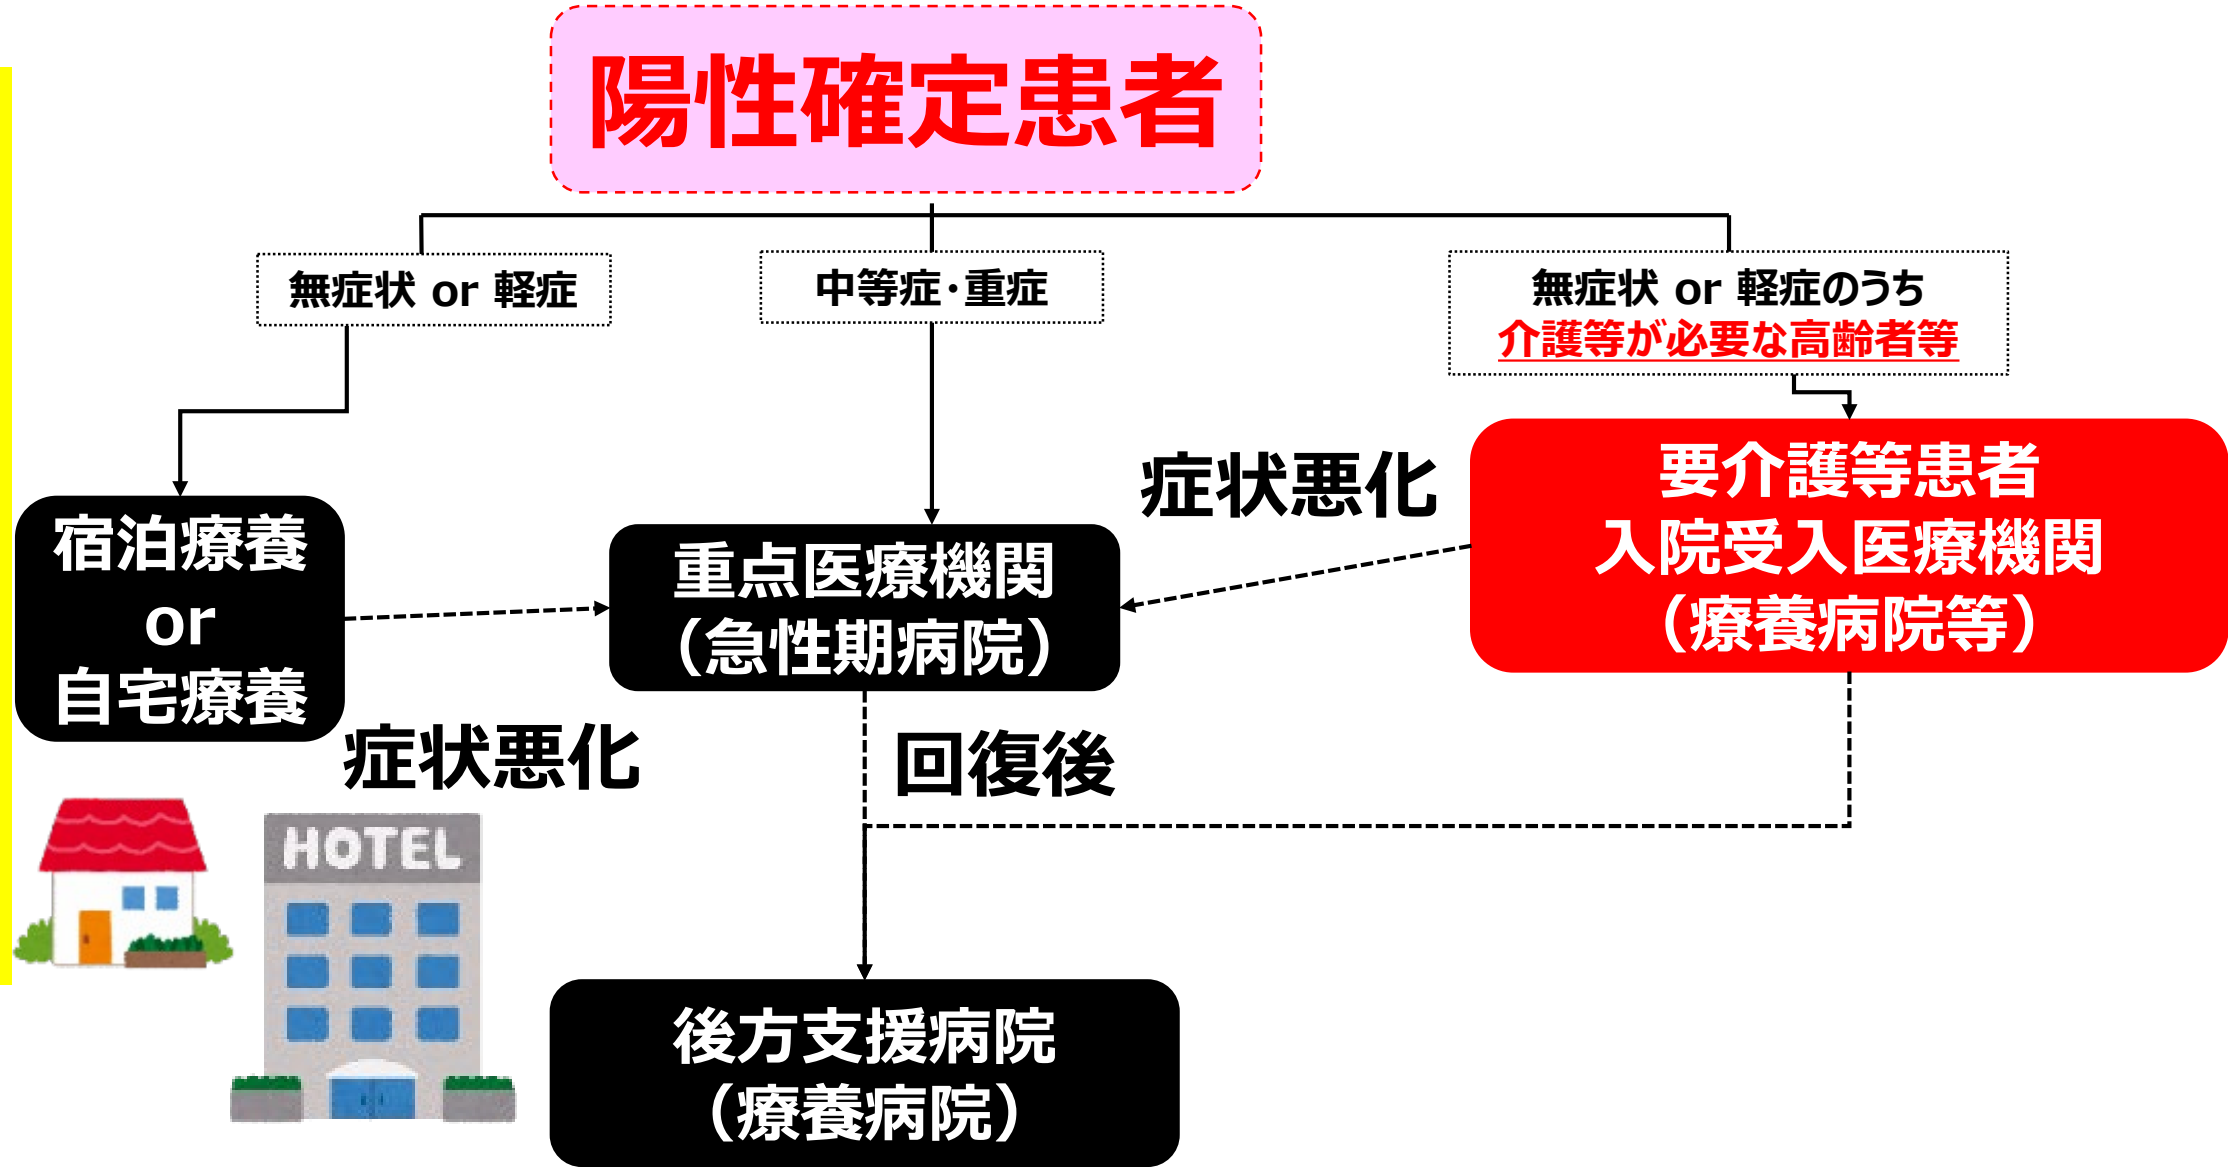 陽性確定患者
無症状 or 軽症
中等症・重症
無症状 or 軽症のうち
介護等が必要な高齢者等
症状悪化
要介護等患者
入院受入医療機関
（療養病院等）
宿泊療養
or
自宅療養
重点医療機関
（急性期病院）
症状悪化
回復後
HOTEL
後方支援病院
（療養病院）